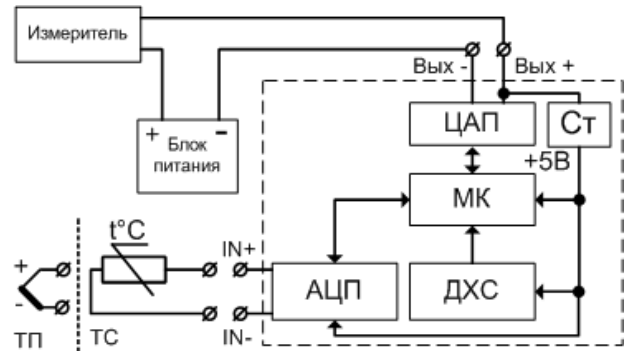 Измеритель
Вых -
Вых +
+ Блок -
питания
ЦАП
Ст
+5В
МК
t°C
IN+
АЦП
ДХС
IN-
+
-
ТП
ТС